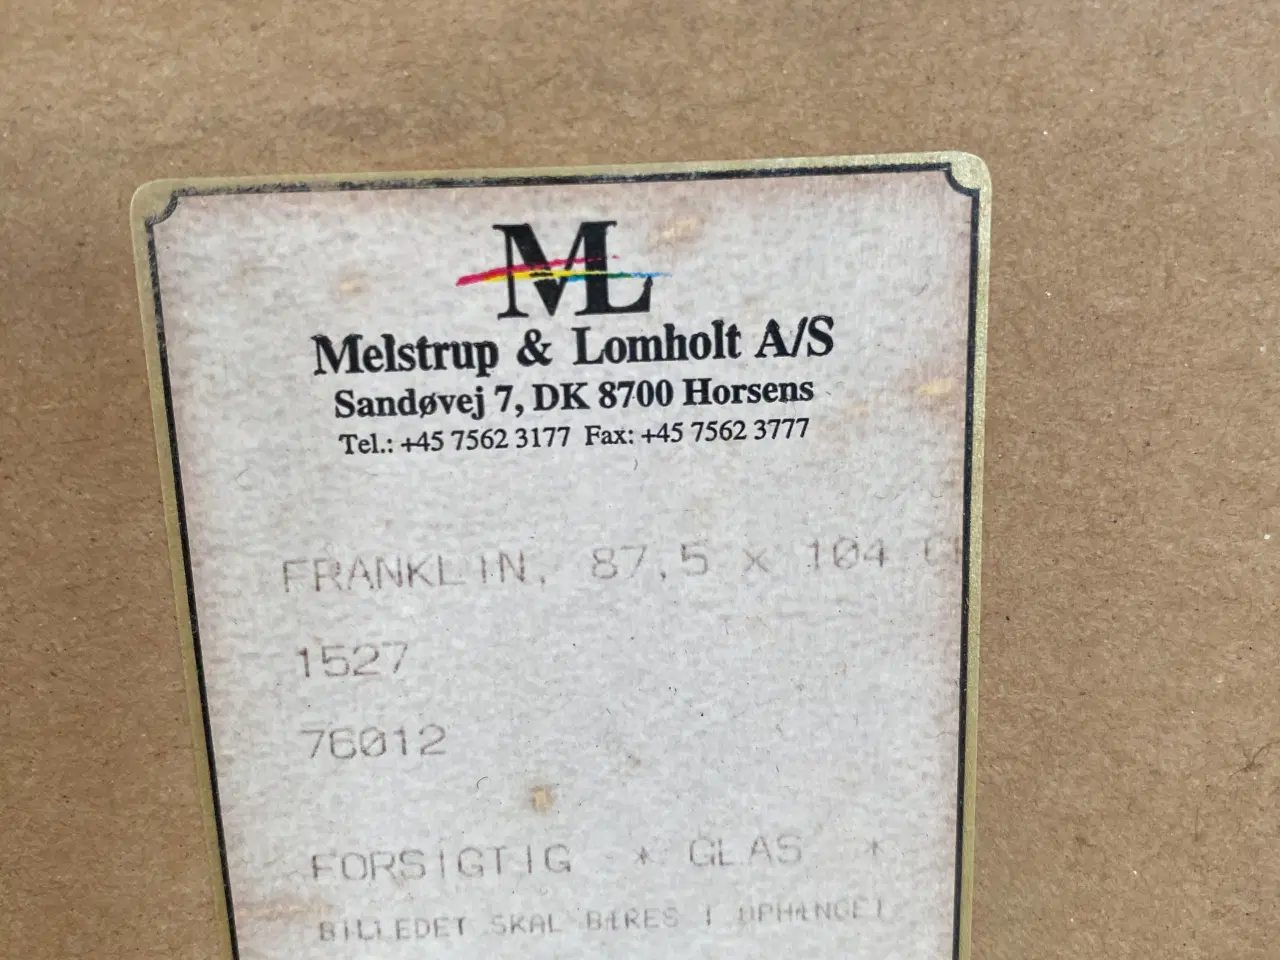 ML
Melstrup & Lomholt A/S
Sandøvej 7, DK 8700 Horsens
Tel.: +45 7562 3177 Fax: +45 7562 3777
FRANKLIN, 87,5 x 104
1527
76012
FORSIGTIG * GLAS *
BILLEDET SKAL BÆRES I OPHÆNGET